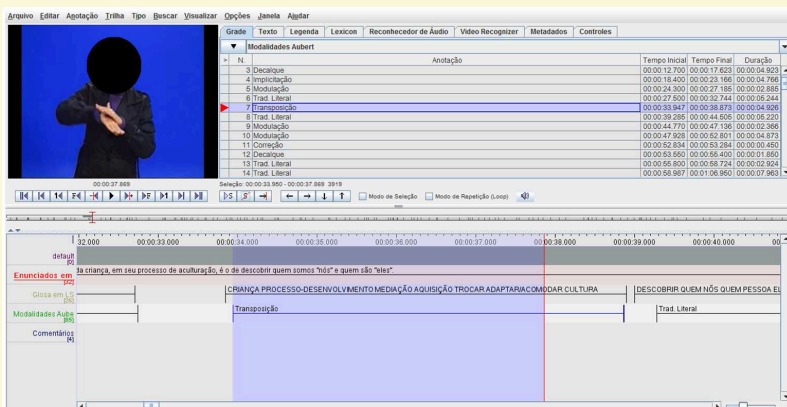 Arquivo Editar Anotação Trilha Tipo Buscar Visualizar Opções Janela Ajudar
Grade Texto Legenda Lexicon Reconhecedor de Áudio Video Recognizer Metadados Controles
Modalidades Aubert
> N. Anotação Tempo Inicial Tempo Final Duração
3 Decalque 00:00:12.700 00:00:17.623 00:00:04.923
4 Implicitação 00:00:18.400 00:00:23.166 00:00:04.766
5 Modulação 00:00:24.300 00:00:27.185 00:00:02.885
6 Trad. Literal 00:00:27.500 00:00:32.744 00:00:05.244
7 Transposição 00:00:33.947 00:00:38.873 00:00:04.926
8 Trad. Literal 00:00:39.285 00:00:44.505 00:00:05.220
9 Modulação 00:00:44.770 00:00:47.136 00:00:02.366
10 Modulação 00:00:47.928 00:00:52.801 00:00:04.873
11 Correção 00:00:52.834 00:00:53.284 00:00:00.450
12 Decalque 00:00:53.550 00:00:55.400 00:00:01.850
13 Trad. Literal 00:00:55.800 00:00:58.724 00:00:02.924
14 Trad. Literal 00:00:58.987 00:01:06.950 00:00:07.963
00:00:37.869
Seleção: 00:00:33.950 - 00:00:37.869 3919
Modo de Seleção Modo de Repetição (Loop)
32.000 00:00:33.000 00:00:34.000 00:00:35.000 00:00:36.000 00:00:37.000 00:00:38.000 00:00:39.000 00:00:40.000
default
[0]
Enunciados em da criança, em seu processo de aculturação, é o de descobrir quem somos "nós" e quem são "eles".
Glosa em LS CRIANÇA PROCESSO-DESENVOLVIMENTO MEDIAÇÃO AQUISIÇÃO TROCAR ADAPTAR/ACOMODAR CULTURA DESCOBRIR QUEM NÓS QUEM PESSOA EL
Modalidades Aube Transposição Trad. Literal
Comentários
[4]